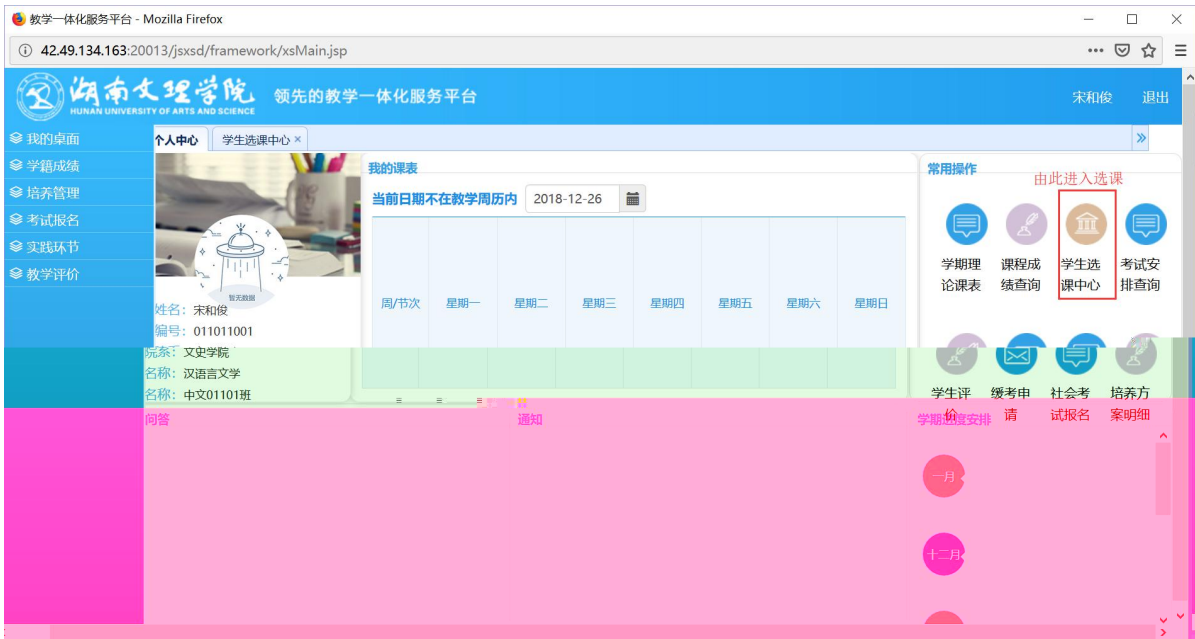 教学一体化服务平台 - Mozilla Firefox
42.49.134.163:20013/jsxsd/framework/xsMain.jsp
湖南文理学院
HUNAN UNIVERSITY OF ARTS AND SCIENCE
领先的教学一体化服务平台
宋和俊 退出
我的桌面
学籍成绩
培养管理
考试报名
实践环节
教学评价
个人中心 学生选课中心 ×
暂无数据
姓名：宋和俊
编号：011011001
院系：文史学院
名称：汉语言文学
名称：中文01101班
我的课表
当前日期不在教学周历内 2018-12-26
周/节次 星期一 星期二 星期三 星期四 星期五 星期六 星期日
常用操作
由此进入选课
学期理论课表
课程成绩查询
学生选课中心
考试安排查询
学生评价
缓考申请
社会考试报名
培养方案明细
问答
通知
学期进度安排
一月
十二月